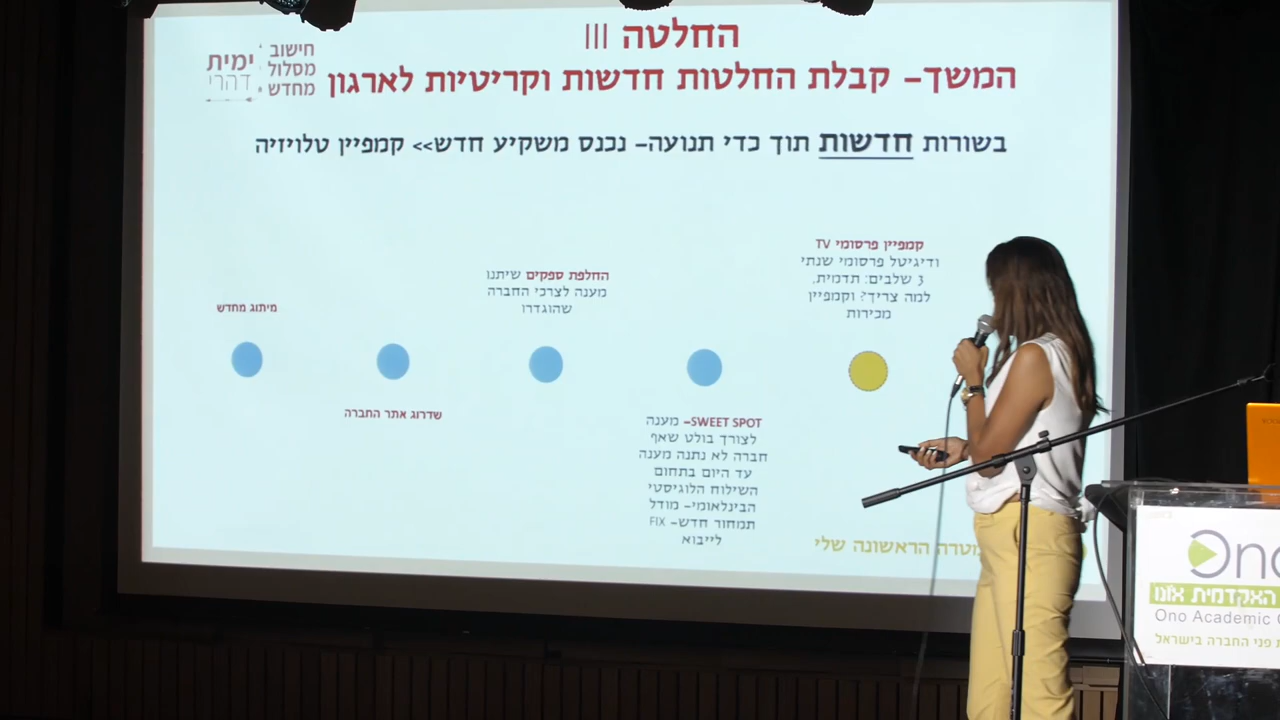 החלטה III
המשך- קבלת החלטות חדשות וקריטיות לארגון
חישוב
מסלול
מחדש
ימית
דהרי
בשורות חדשות תוך כדי תנועה- נכנס משקיע חדש>> קמפיין טלויזיה
קמפיין פרסומי TV
ודיגיטל פרסומי שנתי
3 שלבים: תדמית,
למה צריך? וקמפיין
מכירות
SWEET SPOT- מענה
לצורך בולט שאף
חברה לא נתנה מענה
עד היום בתחום
השילוח הלוגיסטי
הבינלאומי- מודל
תמחור חדש- FIX
לייבוא
החלפת ספקים שיתנו
מענה לצרכי החברה
שהוגדרו
שדרוג אתר החברה
מיתוג מחדש
מטרה הראשונה שלי
Ono
האקדמית אונו
Ono Academic
פני החברה בישראל